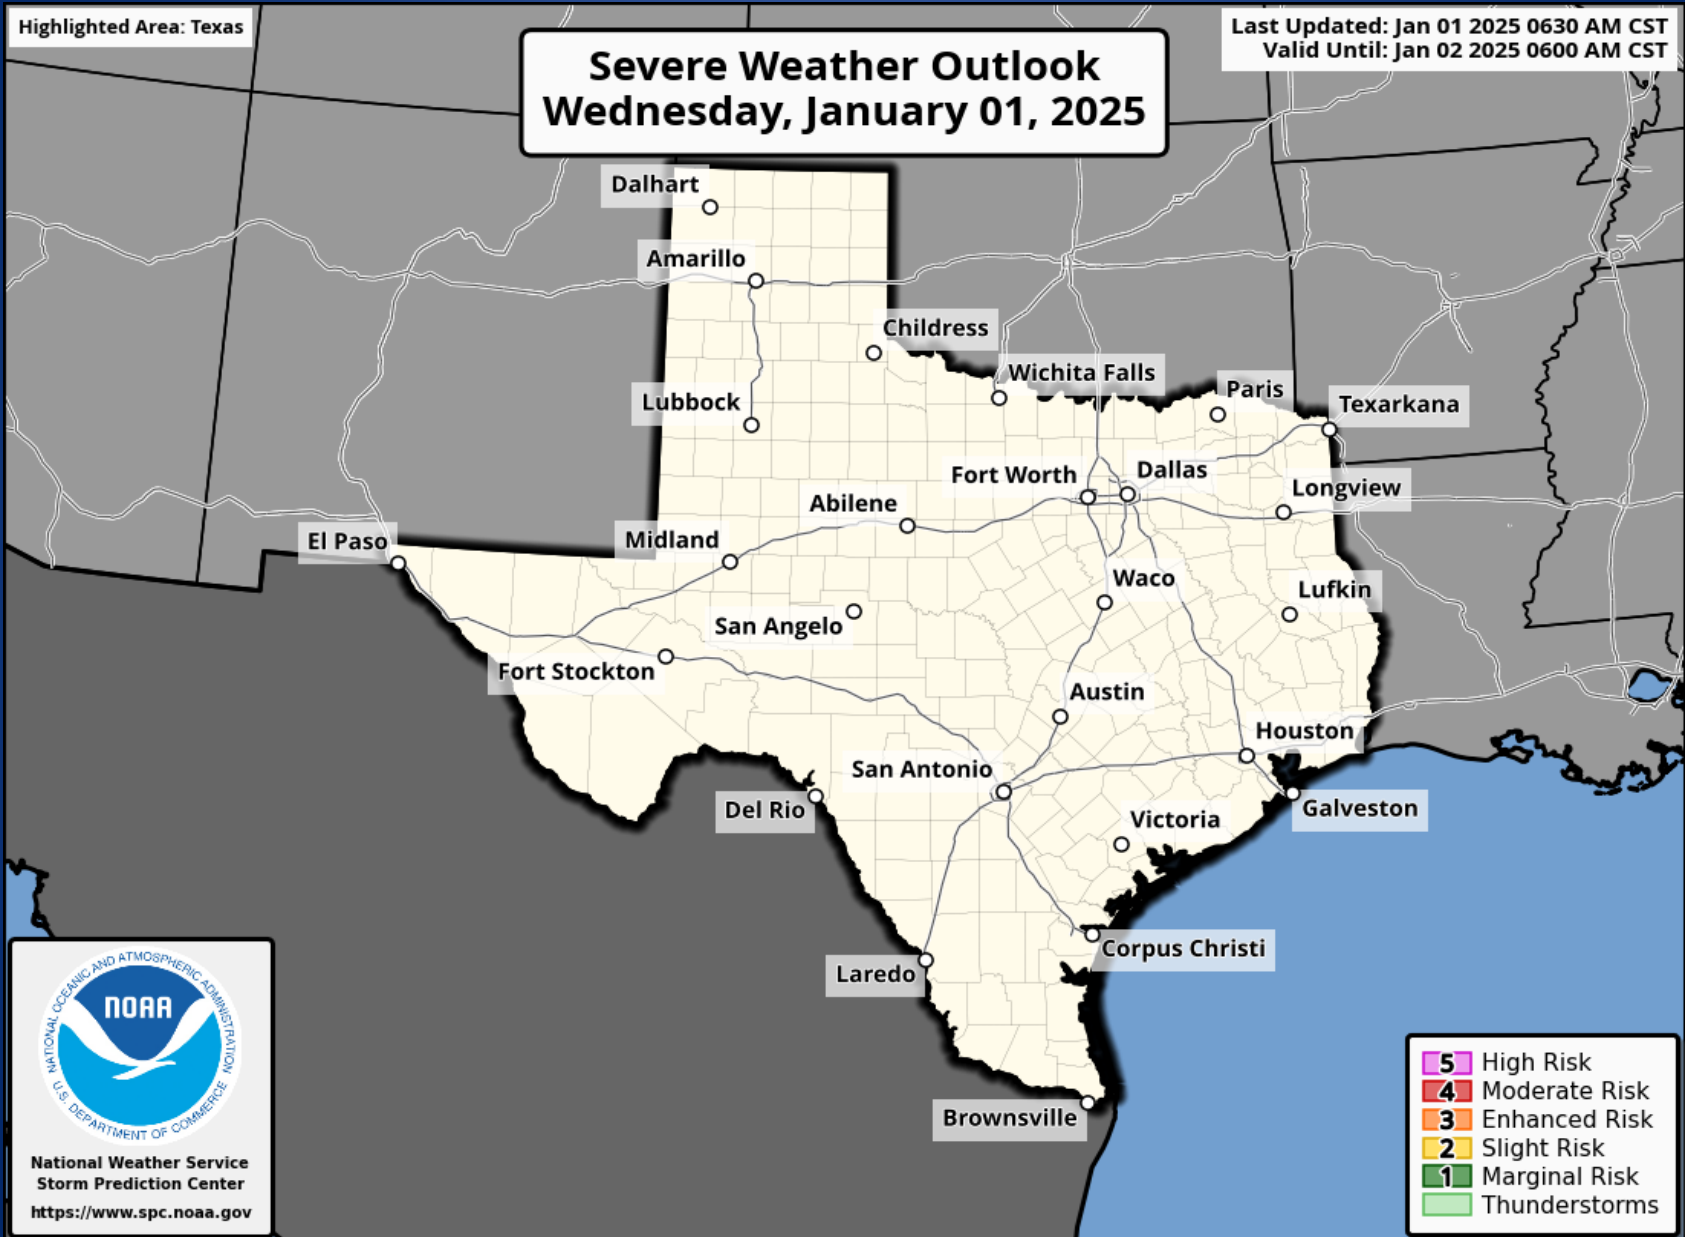 Highlighted Area: Texas
Severe Weather Outlook
Wednesday, January 01, 2025
Last Updated: Jan 01 2025 0630 AM CST
Valid Until: Jan 02 2025 0600 AM CST
Dalhart
Amarillo
Childress
Wichita Falls
Paris
Lubbock
Texarkana
Fort Worth
Dallas
Longview
Abilene
El Paso
Midland
Waco
Lufkin
San Angelo
Fort Stockton
Austin
Houston
San Antonio
Del Rio
Galveston
Victoria
Corpus Christi
Laredo
Brownsville
NATIONAL OCEANIC AND ATMOSPHERIC ADMINISTRATION
NOAA
U.S. DEPARTMENT OF COMMERCE
National Weather Service
Storm Prediction Center
https://www.spc.noaa.gov
5 High Risk
4 Moderate Risk
3 Enhanced Risk
2 Slight Risk
1 Marginal Risk
Thunderstorms